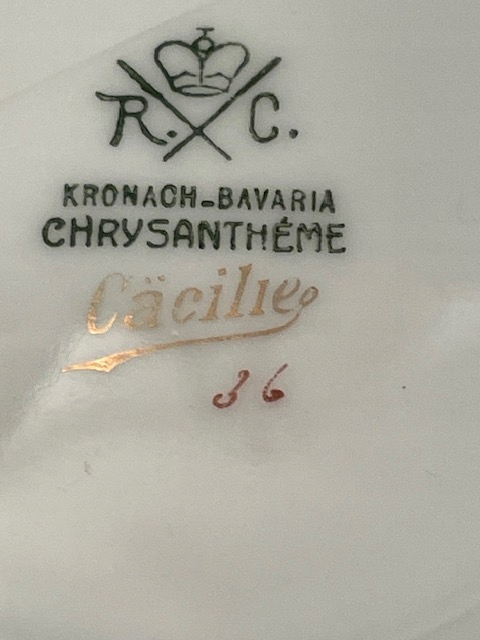 R. C.
KRONACH-BAVARIA
CHRYSANTHÉME
Cäcilie
36